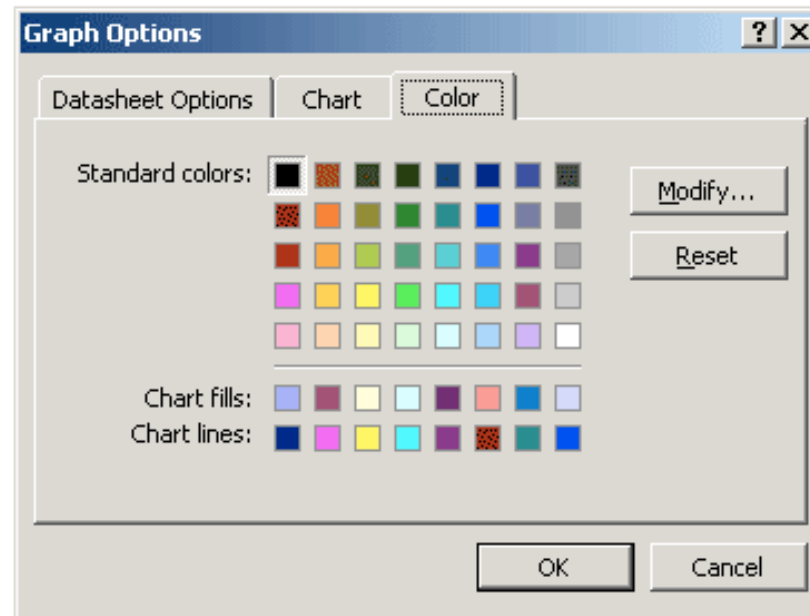 Graph Options ? X
Datasheet Options Chart Color
Standard colors:
Modify...
Reset
Chart fills:
Chart lines:
OK Cancel